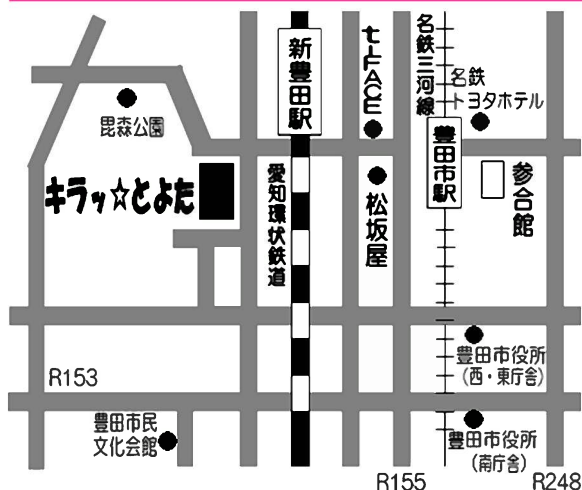 新豊田駅
t-FACE
名鉄三河線
名鉄
トヨタホテル
毘森公園
豊田市駅
キラッ☆とよた
愛知環状鉄道
松坂屋
参合館
豊田市役所
(西・東庁舎)
R153
豊田市民
文化会館
豊田市役所
(南庁舎)
R155
R248